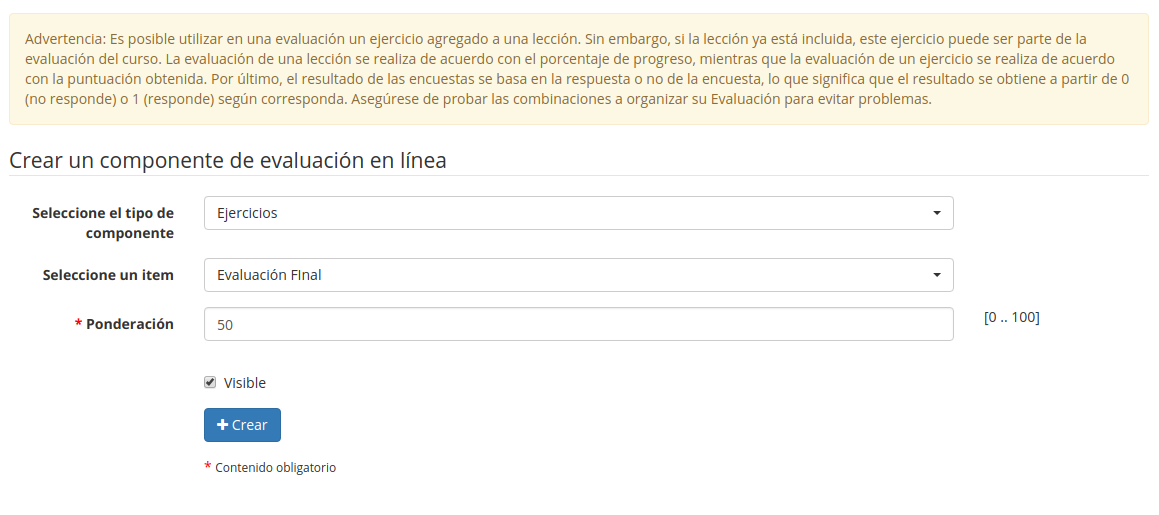 Advertencia: Es posible utilizar en una evaluación un ejercicio agregado a una lección. Sin embargo, si la lección ya está incluida, este ejercicio puede ser parte de la
evaluación del curso. La evaluación de una lección se realiza de acuerdo con el porcentaje de progreso, mientras que la evaluación de un ejercicio se realiza de acuerdo
con la puntuación obtenida. Por último, el resultado de las encuestas se basa en la respuesta o no de la encuesta, lo que significa que el resultado se obtiene a partir de 0
(no responde) o 1 (responde) según corresponda. Asegúrese de probar las combinaciones a organizar su Evaluación para evitar problemas.
Crear un componente de evaluación en línea
Seleccione el tipo de
componente
Ejercicios
Seleccione un item
Evaluación FInal
* Ponderación
50
[0 .. 100]
Visible
+ Crear
* Contenido obligatorio